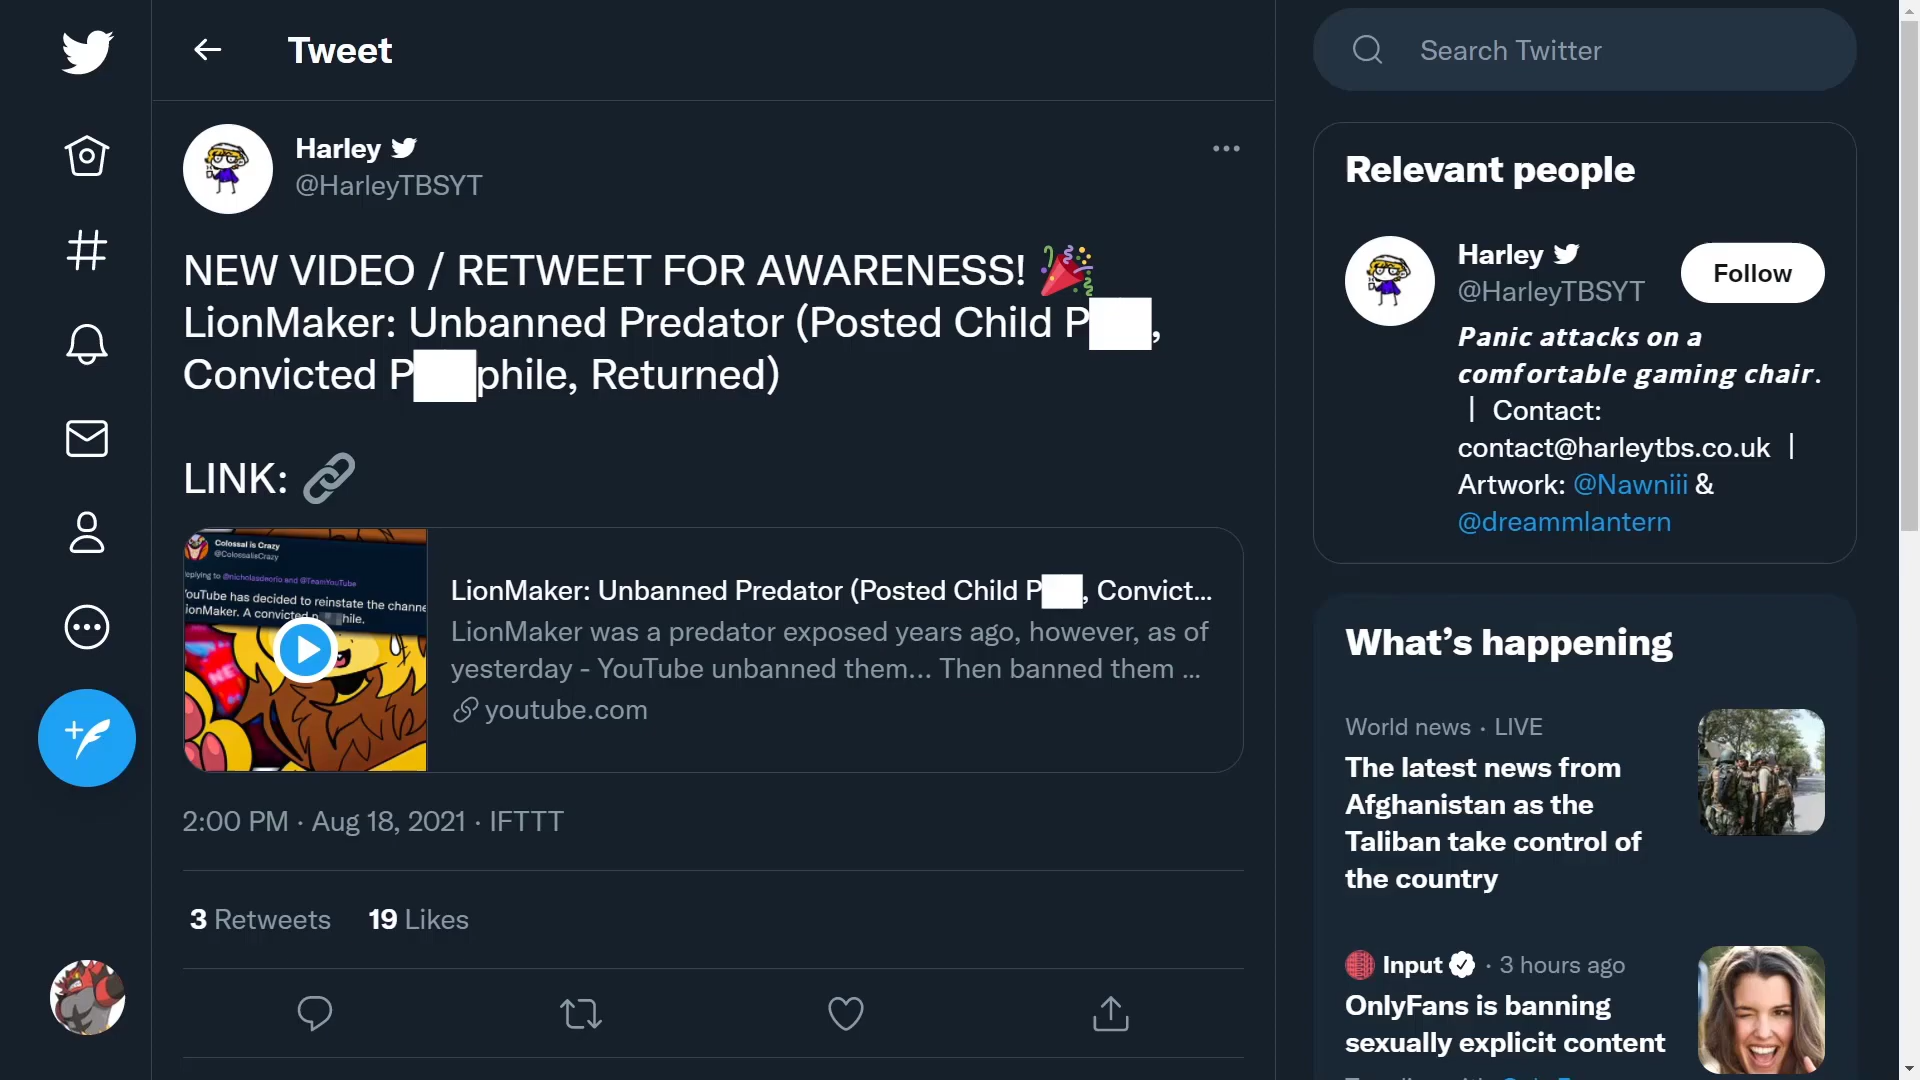 Tweet
Search Twitter
Harley
@HarleyTBSYT
NEW VIDEO / RETWEET FOR AWARENESS!
LionMaker: Unbanned Predator (Posted Child P ,
Convicted P phile, Returned)
LINK:
Colossal is Crazy
@ColossalisCrazy
eplying to @nicholasdeorio and @TeamYouTube
ouTube has decided to reinstate the channe
ionMaker. A convicted p hile.
LionMaker: Unbanned Predator (Posted Child P , Convict...
LionMaker was a predator exposed years ago, however, as of
yesterday - YouTube unbanned them... Then banned them ...
youtube.com
2:00 PM · Aug 18, 2021 · IFTTT
3 Retweets 19 Likes
Relevant people
Harley
@HarleyTBSYT
Follow
Panic attacks on a
comfortable gaming chair.
| Contact:
contact@harleytbs.co.uk |
Artwork: @Nawniii &
@dreammlantern
What's happening
World news · LIVE
The latest news from
Afghanistan as the
Taliban take control of
the country
Input · 3 hours ago
OnlyFans is banning
sexually explicit content